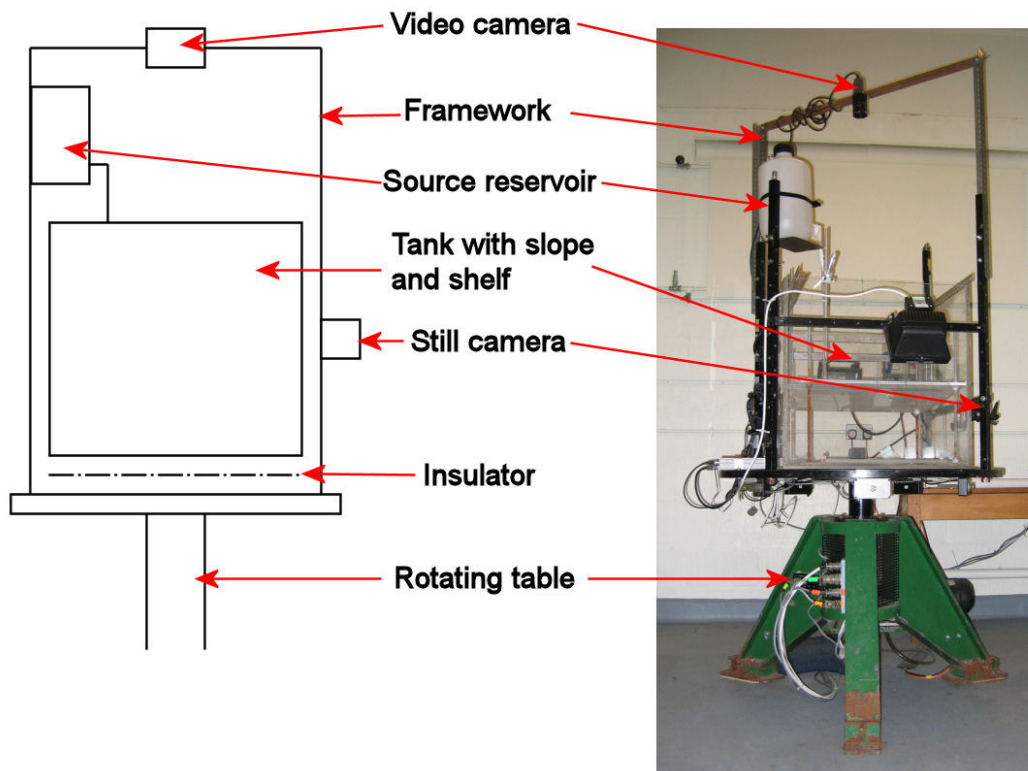 Video camera
Framework
Source reservoir
Tank with slope
and shelf
Still camera
Insulator
Rotating table